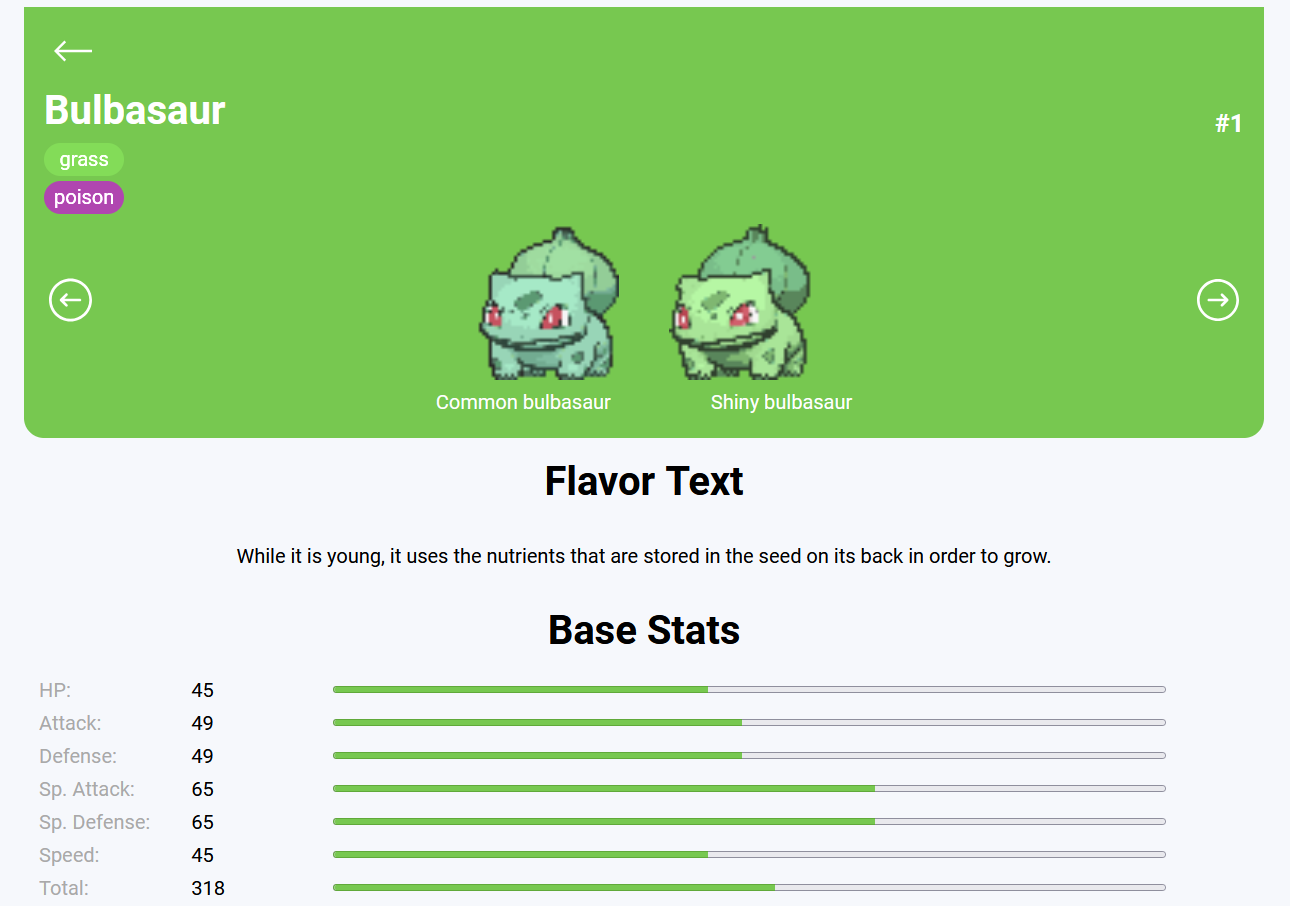 Bulbasaur
#1
grass
poison
Common bulbasaur
Shiny bulbasaur
Flavor Text
While it is young, it uses the nutrients that are stored in the seed on its back in order to grow.
Base Stats
HP: 45
Attack: 49
Defense: 49
Sp. Attack: 65
Sp. Defense: 65
Speed: 45
Total: 318